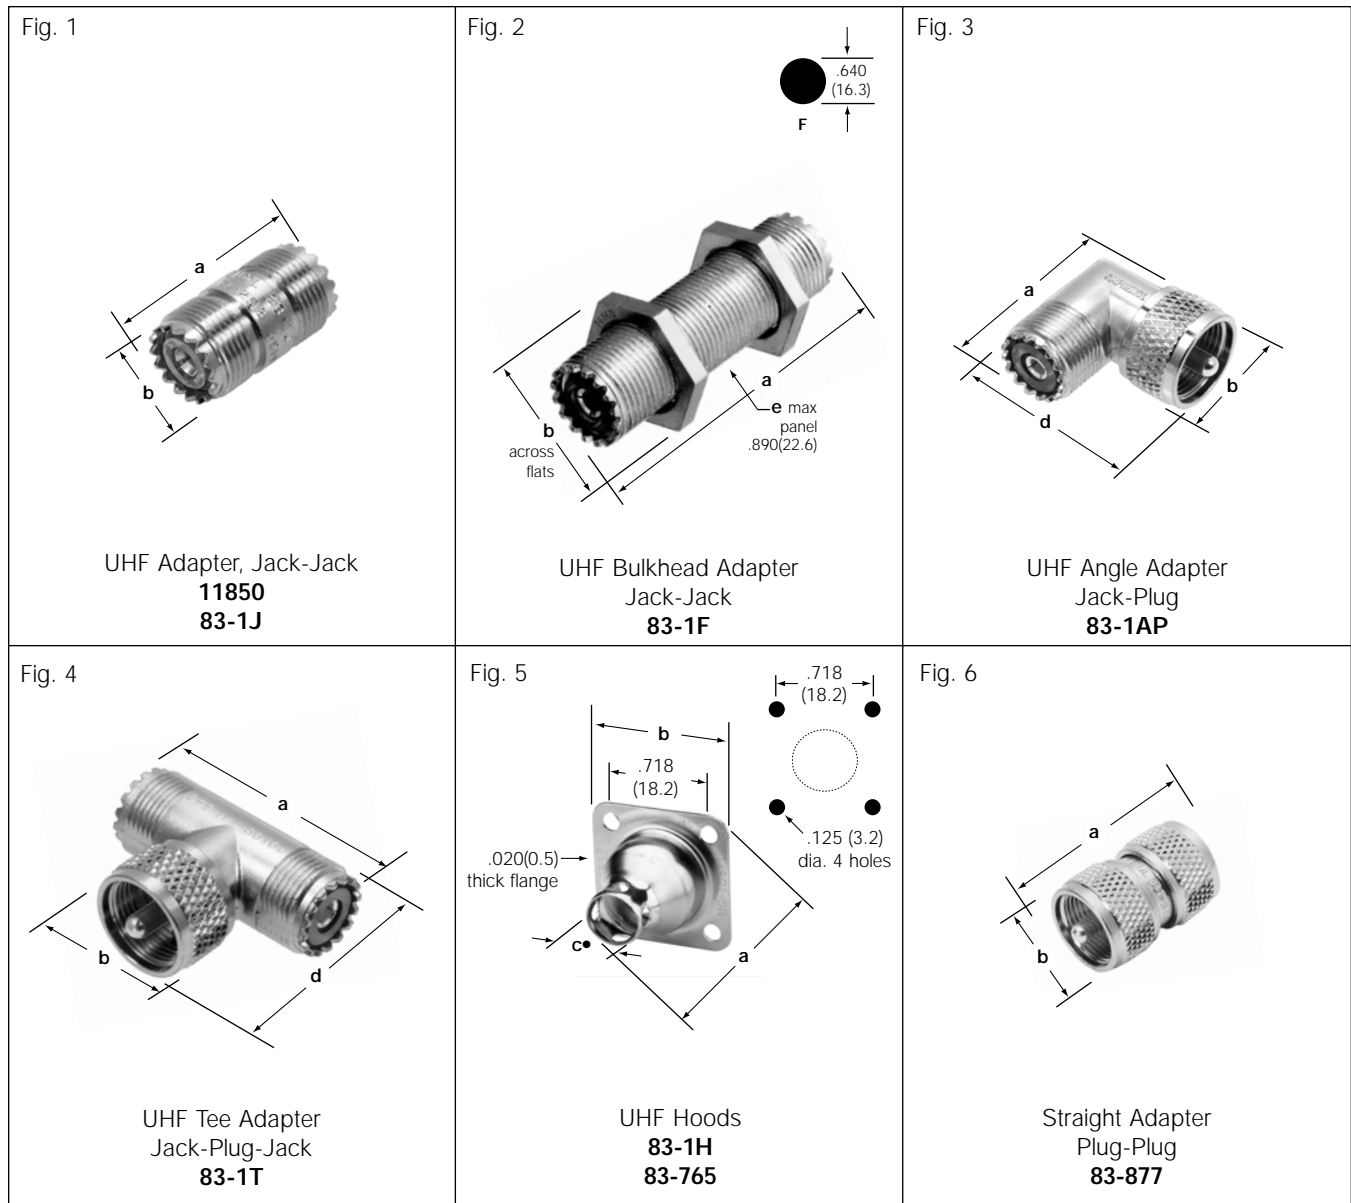 Fig. 1
a
b
UHF Adapter, Jack-Jack
11850
83-1J
Fig. 2
.640
(16.3)
F
a
e max
panel
.890(22.6)
b
across
flats
UHF Bulkhead Adapter
Jack-Jack
83-1F
Fig. 3
a
b
d
UHF Angle Adapter
Jack-Plug
83-1AP
Fig. 4
a
b
d
UHF Tee Adapter
Jack-Plug-Jack
83-1T
Fig. 5
.718
(18.2)
b
.718
(18.2)
.125 (3.2)
dia. 4 holes
.020(0.5)
thick flange
c•
a
UHF Hoods
83-1H
83-765
Fig. 6
a
b
Straight Adapter
Plug-Plug
83-877